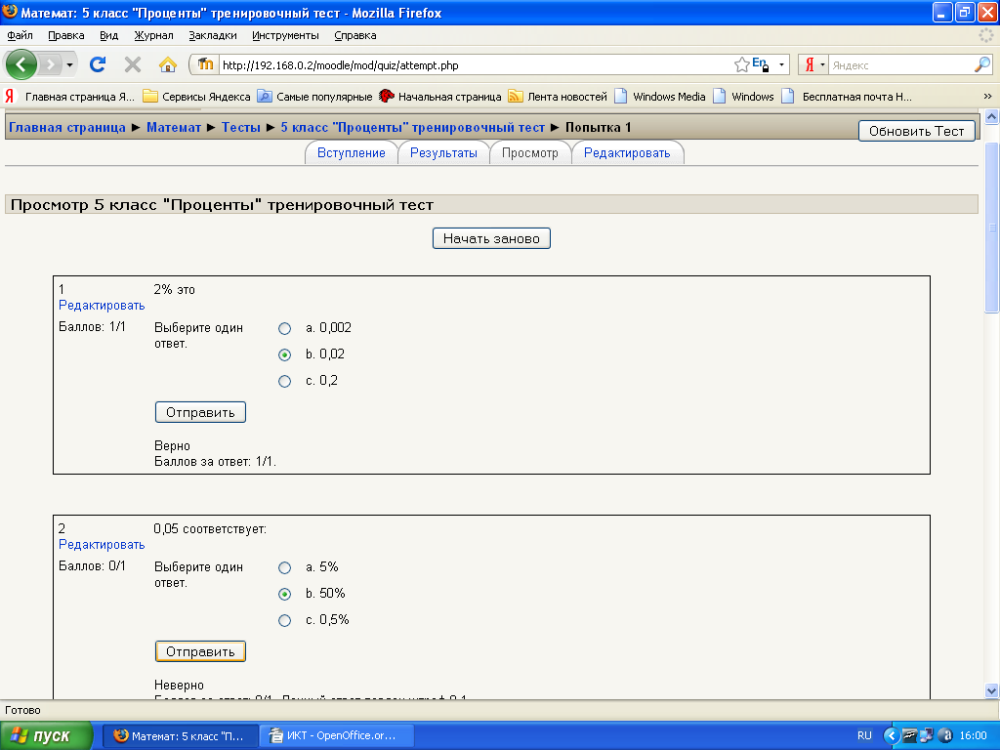 Математ: 5 класс "Проценты" тренировочный тест - Mozilla Firefox
Файл Правка Вид Журнал Закладки Инструменты Справка
http://192.168.0.2/moodle/mod/quiz/attempt.php En Я Яндекс
Я Главная страница Я... Сервисы Яндекса Самые популярные Начальная страница Лента новостей Windows Media Windows Бесплатная почта Н... »
Главная страница ► Математ ► Тесты ► 5 класс "Проценты" тренировочный тест ► Попытка 1 Обновить Тест
Вступление Результаты Просмотр Редактировать
Просмотр 5 класс "Проценты" тренировочный тест
Начать заново
1 2% это
Редактировать
Баллов: 1/1 Выберите один ответ. a. 0,002
b. 0,02
c. 0,2
Отправить
Верно
Баллов за ответ: 1/1.
2 0,05 соответствует:
Редактировать
Баллов: 0/1 Выберите один ответ. a. 5%
b. 50%
c. 0,5%
Отправить
Неверно
Готово
пуск Математ: 5 класс "П... ИКТ - OpenOffice.or... RU 16:00